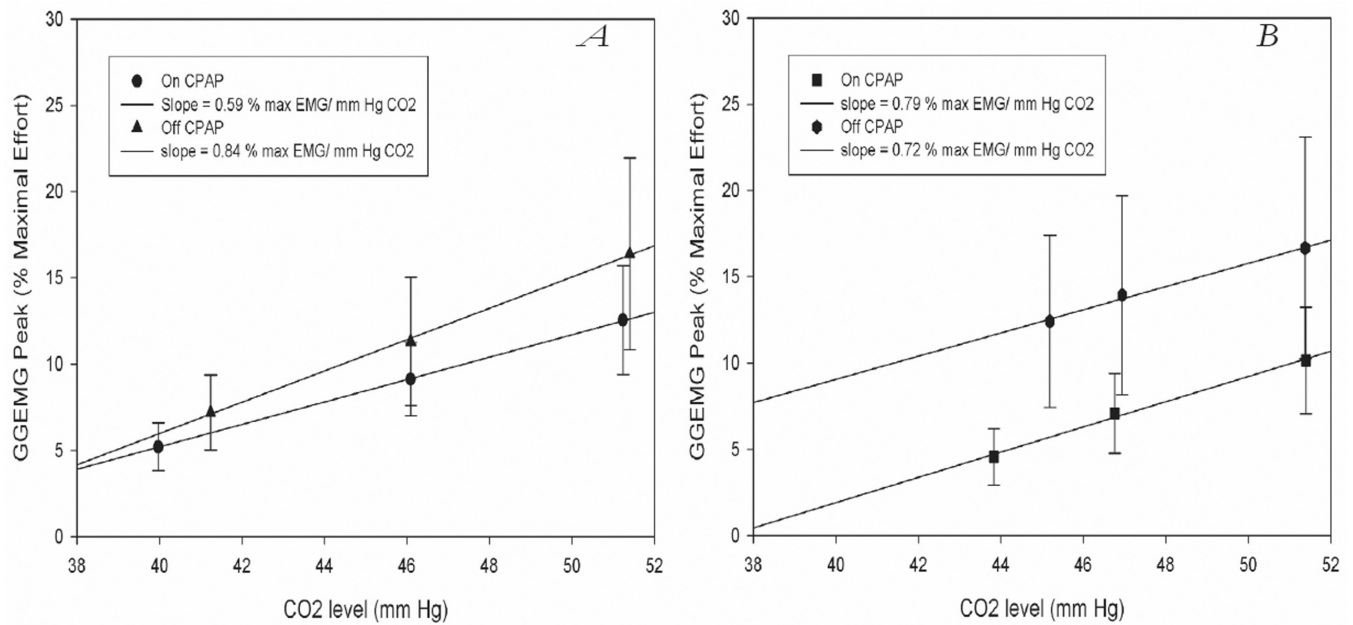 A
On CPAP
Slope = 0.59 % max EMG/ mm Hg CO2
Off CPAP
slope = 0.84 % max EMG/ mm Hg CO2
GGEMG Peak (% Maximal Effort)
30
25
20
15
10
5
0
38 40 42 44 46 48 50 52
CO2 level (mm Hg)
B
On CPAP
slope = 0.79 % max EMG/ mm Hg CO2
Off CPAP
slope = 0.72 % max EMG/ mm Hg CO2
GGEMG Peak (% Maximal Effort)
30
25
20
15
10
5
0
38 40 42 44 46 48 50 52
CO2 level (mm Hg)